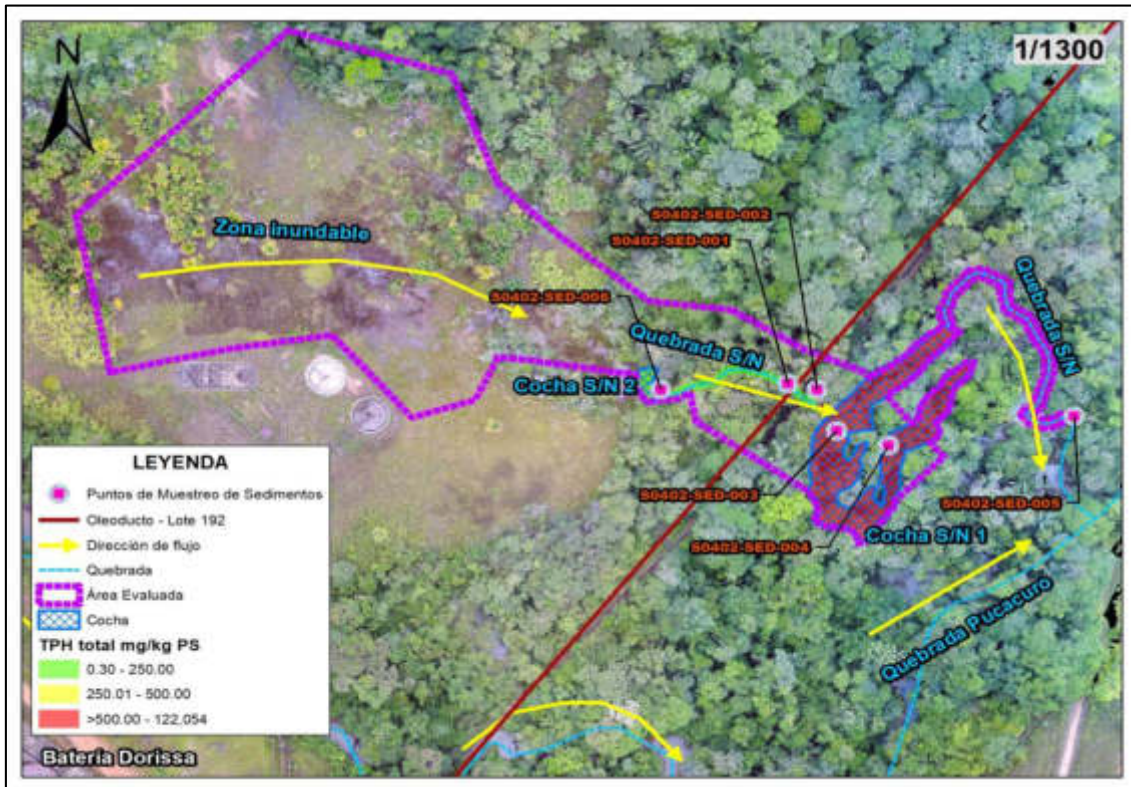 N
1/1300
Zona inundable
S0402-SED-002
S0402-SED-001
S0402-SED-006
Quebrada S/N
Quebrada S/N
Cocha S/N 2
S0402-SED-003
S0402-SED-005
S0402-SED-004
Cocha S/N 1
Quebrada Pucacuro
LEYENDA
Puntos de Muestreo de Sedimentos
Oleoducto - Lote 192
Dirección de flujo
Quebrada
Área Evaluada
Cocha
TPH total mg/kg PS
0.30 - 250.00
250.01 - 500.00
>500.00 - 122.054
Batería Dorissa